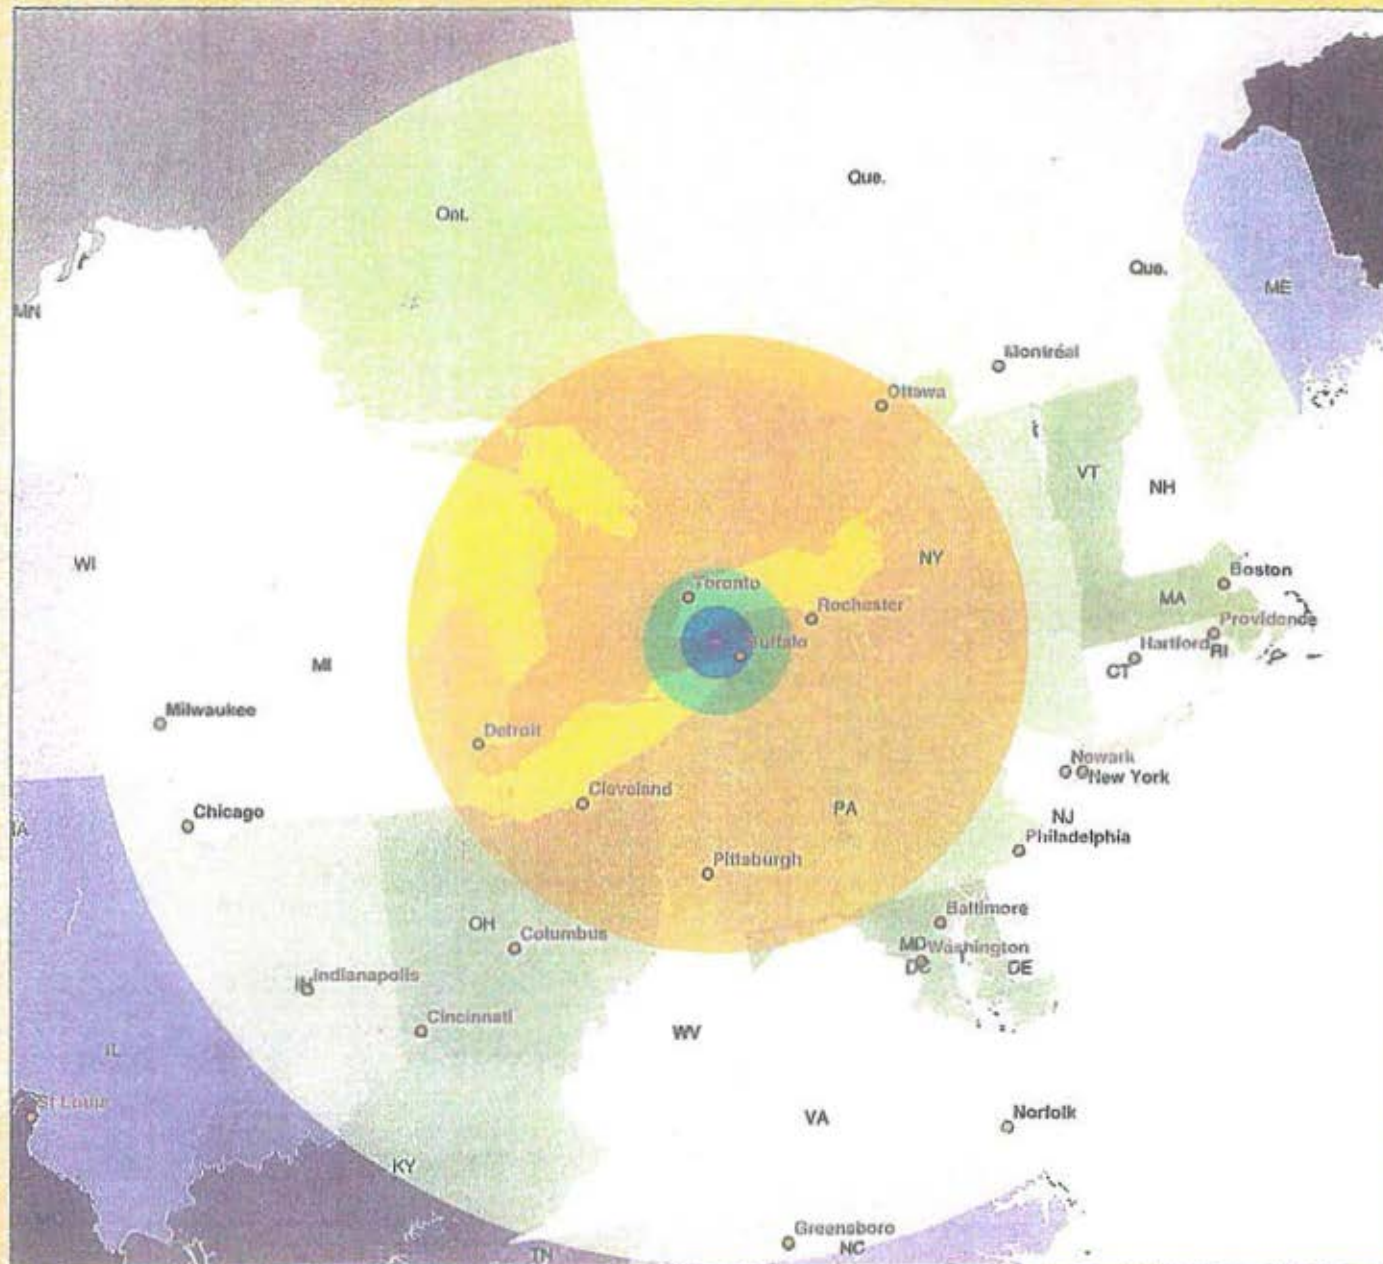 Que.
Ont.
Que.
ME
MN
Montréal
Ottawa
VT
NH
NY
WI
Boston
Toronto
MA
Rochester
Providence
Buffalo
Hartford
RI
CT
MI
Milwaukee
Detroit
Newark
New York
Cleveland
PA
Chicago
NJ
IA
Philadelphia
Pittsburgh
Baltimore
OH
Columbus
MD
Washington
DC
DE
Indianapolis
Cincinnati
WV
IL
St Louis
VA
Norfolk
KY
Greensboro
NC
TN